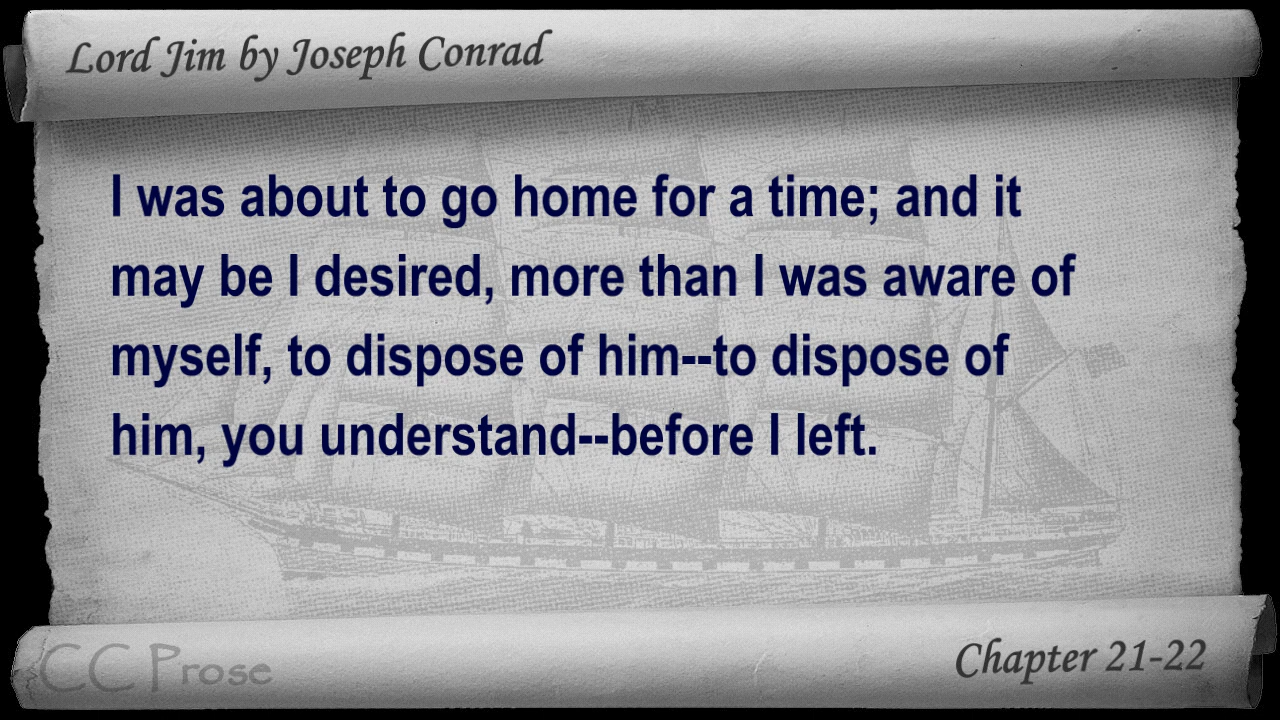 Lord Jim by Joseph Conrad
I was about to go home for a time; and it
may be I desired, more than I was aware of
myself, to dispose of him--to dispose of
him, you understand--before I left.
CC Prose
Chapter 21-22